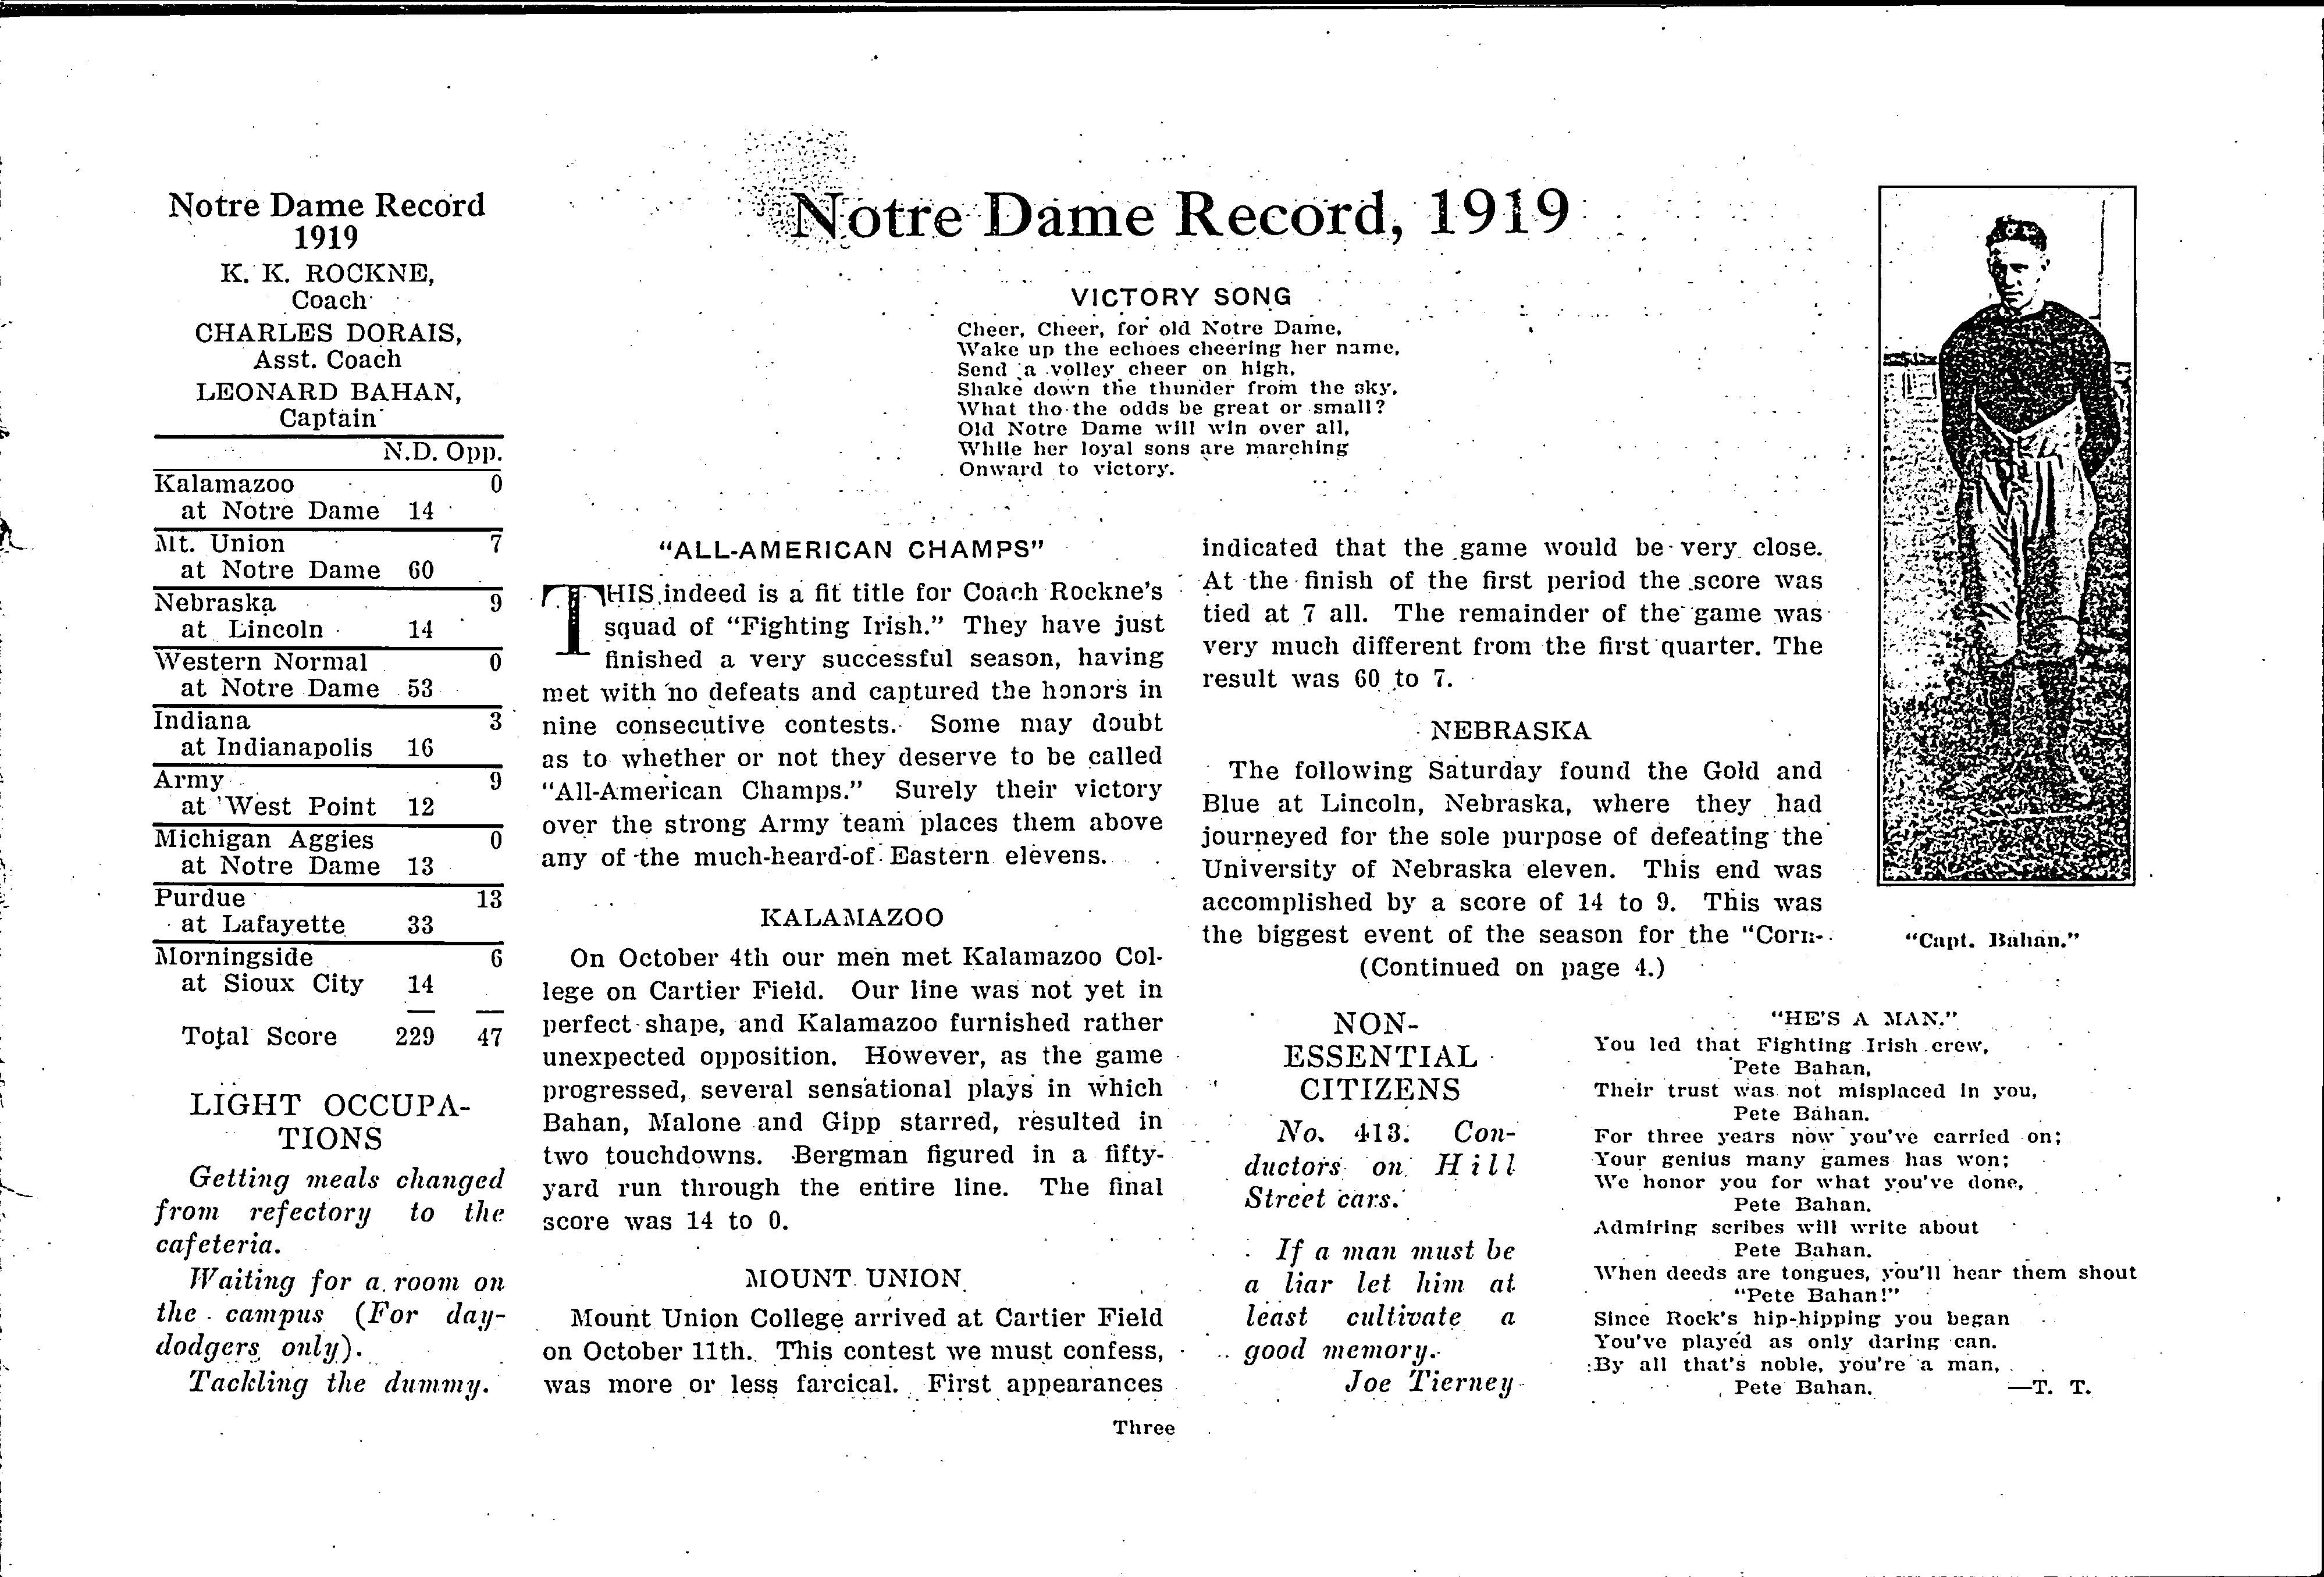 Notre Dame Record
1919
K. K. ROCKNE,
Coach
CHARLES DORAIS,
Asst. Coach
LEONARD BAHAN,
Captain
N.D. Opp.
Kalamazoo 0
at Notre Dame 14
Mt. Union 7
at Notre Dame 60
Nebraska 9
at Lincoln 14
Western Normal 0
at Notre Dame 53
Indiana 3
at Indianapolis 16
Army 9
at West Point 12
Michigan Aggies 0
at Notre Dame 13
Purdue 13
at Lafayette 33
Morningside 6
at Sioux City 14
Total Score 229 47
LIGHT OCCUPA-
TIONS
Getting meals changed
from refectory to the
cafeteria.
Waiting for a room on
the campus (For day-
dodgers only).
Tackling the dummy.
Notre Dame Record, 1919
VICTORY SONG
Cheer, Cheer, for old Notre Dame,
Wake up the echoes cheering her name,
Send a volley cheer on high,
Shake down the thunder from the sky,
What tho the odds be great or small?
Old Notre Dame will win over all,
While her loyal sons are marching
Onward to victory.
"ALL-AMERICAN CHAMPS"
THIS indeed is a fit title for Coach Rockne's
squad of "Fighting Irish." They have just
finished a very successful season, having
met with no defeats and captured the honors in
nine consecutive contests. Some may doubt
as to whether or not they deserve to be called
"All-American Champs." Surely their victory
over the strong Army team places them above
any of the much-heard-of Eastern elevens.
KALAMAZOO
On October 4th our men met Kalamazoo Col-
lege on Cartier Field. Our line was not yet in
perfect shape, and Kalamazoo furnished rather
unexpected opposition. However, as the game
progressed, several sensational plays in which
Bahan, Malone and Gipp starred, resulted in
two touchdowns. Bergman figured in a fifty-
yard run through the entire line. The final
score was 14 to 0.
MOUNT UNION
Mount Union College arrived at Cartier Field
on October 11th. This contest we must confess,
was more or less farcical. First appearances
indicated that the game would be very close.
At the finish of the first period the score was
tied at 7 all. The remainder of the game was
very much different from the first quarter. The
result was 60 to 7.
NEBRASKA
The following Saturday found the Gold and
Blue at Lincoln, Nebraska, where they had
journeyed for the sole purpose of defeating the
University of Nebraska eleven. This end was
accomplished by a score of 14 to 9. This was
the biggest event of the season for the "Corn-
(Continued on page 4.)
NON-
ESSENTIAL
CITIZENS
No. 413. Con-
ductors on Hill
Street cars.
If a man must be
a liar let him at
least cultivate a
good memory.
Joe Tierney
"Capt. Bahan."
"HE'S A MAN."
You led that Fighting Irish crew,
Pete Bahan,
Their trust was not misplaced in you,
Pete Bahan.
For three years now you've carried on;
Your genius many games has won;
We honor you for what you've done,
Pete Bahan.
Admiring scribes will write about
Pete Bahan.
When deeds are tongues, you'll hear them shout
"Pete Bahan!"
Since Rock's hip-hipping you began
You've played as only daring can.
By all that's noble, you're a man,
Pete Bahan. —T. T.
Three